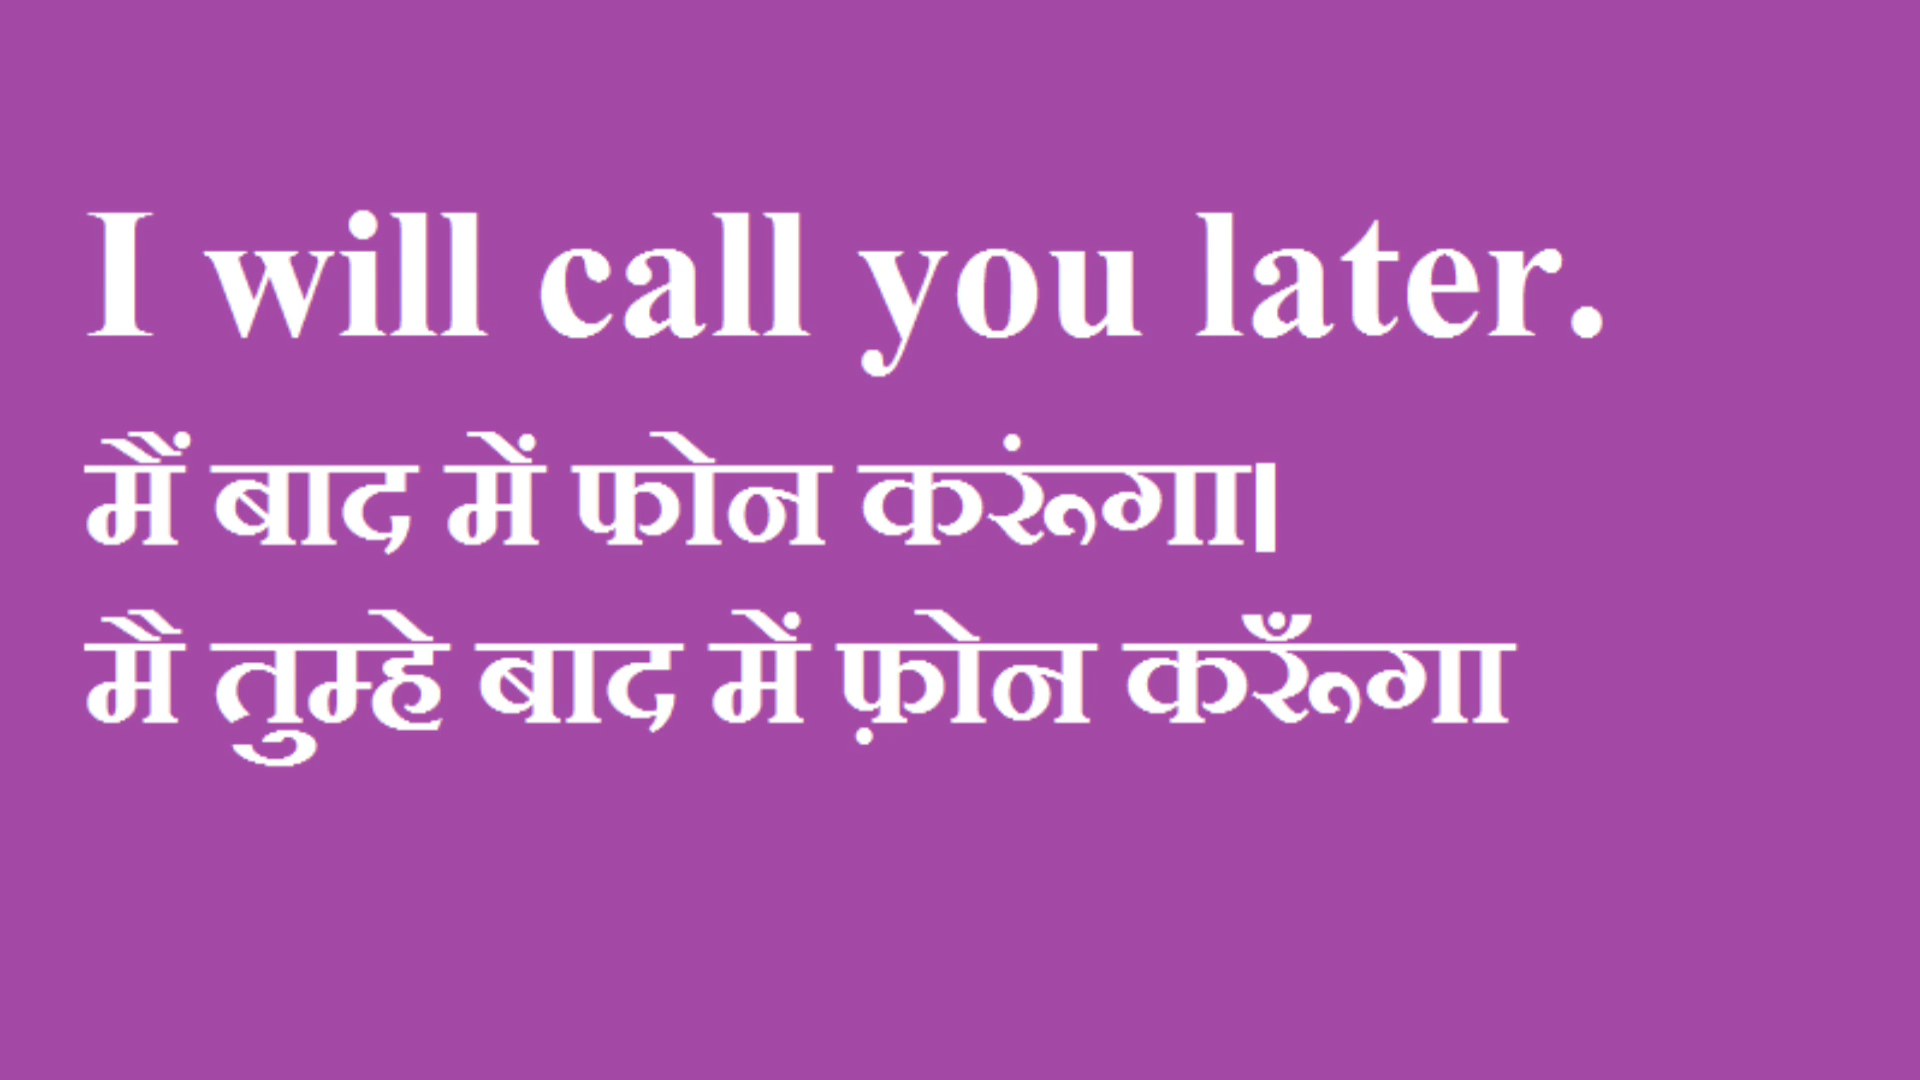 I will call you later.
मैं बाद में फोन करूंगा।
मै तुम्हे बाद में फ़ोन करूँगा